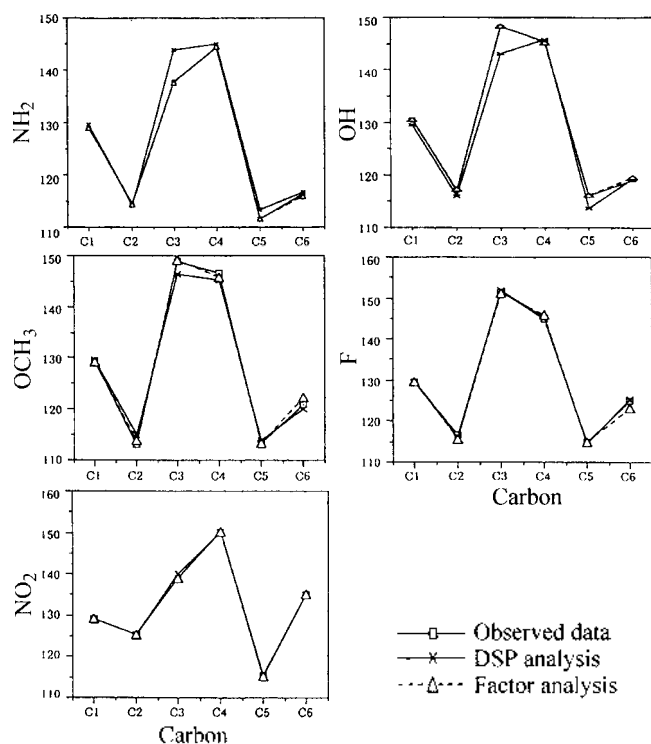 NH₂
150
140
130
120
110
C1 C2 C3 C4 C5 C6
OH
150
140
130
120
110
C1 C2 C3 C4 C5 C6
OCH₃
150
140
130
120
110
C1 C2 C3 C4 C5 C6
F
160
150
140
130
120
110
C1 C2 C3 C4 C5 C6
Carbon
NO₂
160
150
140
130
120
110
C1 C2 C3 C4 C5 C6
Carbon
Observed data
DSP analysis
Factor analysis